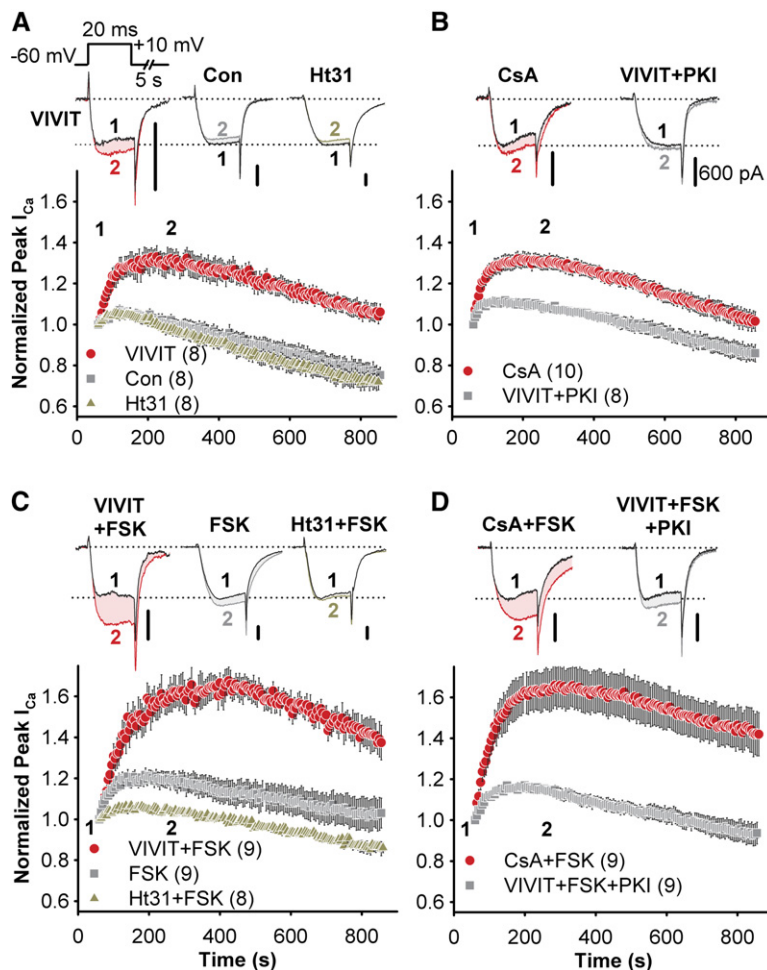 A
20 ms
-60 mV
+10 mV
5 s
Con
Ht31
VIVIT
1
2
2
1
2
1
Normalized Peak I_Ca
1.6
1.4
1.2
1.0
0.8
0.6
1
2
VIVIT (8)
Con (8)
Ht31 (8)
0
200
400
600
800
B
CsA
VIVIT+PKI
1
2
1
2
600 pA
1
2
CsA (10)
VIVIT+PKI (8)
0
200
400
600
800
C
VIVIT
+FSK
FSK
Ht31+FSK
1
2
1
2
1
2
Normalized Peak I_Ca
1.6
1.4
1.2
1.0
0.8
0.6
1
2
VIVIT+FSK (9)
FSK (9)
Ht31+FSK (8)
0
200
400
600
800
Time (s)
D
CsA+FSK
VIVIT+FSK
+PKI
1
2
1
2
1
2
CsA+FSK (9)
VIVIT+FSK+PKI (9)
0
200
400
600
800
Time (s)